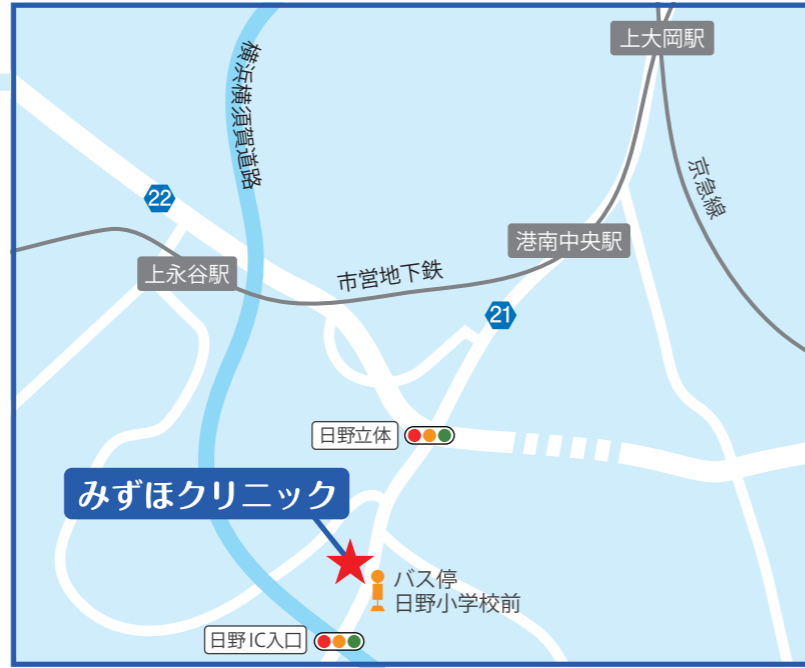 上大岡駅
横浜横須賀道路
京急線
22
港南中央駅
上永谷駅
市営地下鉄
21
日野立体
みずほクリニック
バス停
日野小学校前
日野IC入口